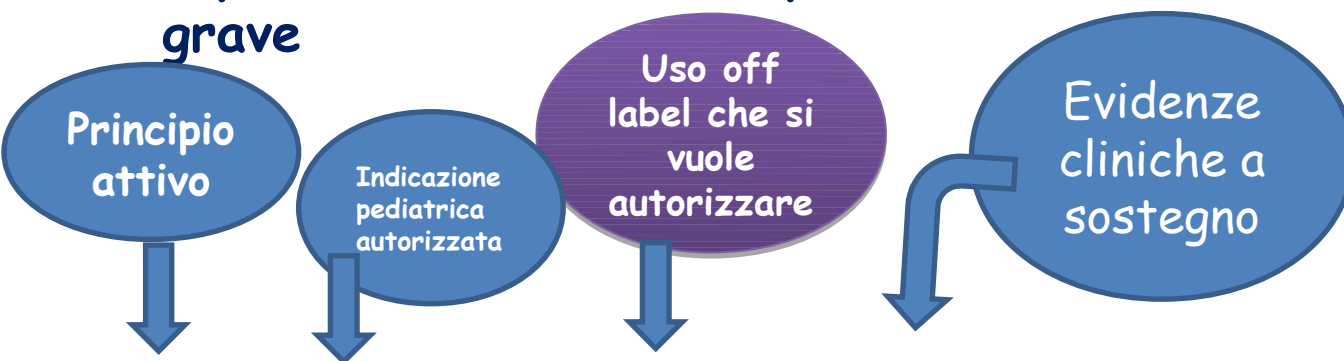 grave
Principio
attivo
Indicazione
pediatrica
autorizzata
Uso off
label che si
vuole
autorizzare
Evidenze
cliniche a
sostegno